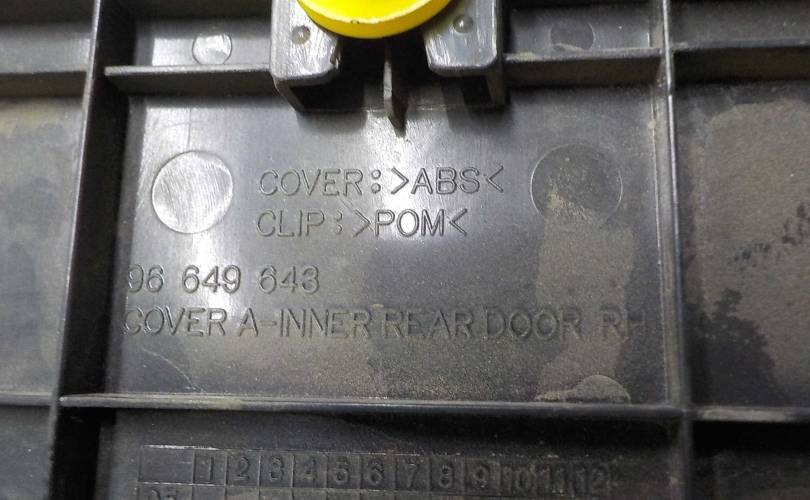 COVER:>ABS<
CLIP:>POM<
96 649 643
COVER A-INNER REAR DOOR RH
1 2 3 4 5 6 7 8 9 10 11 12